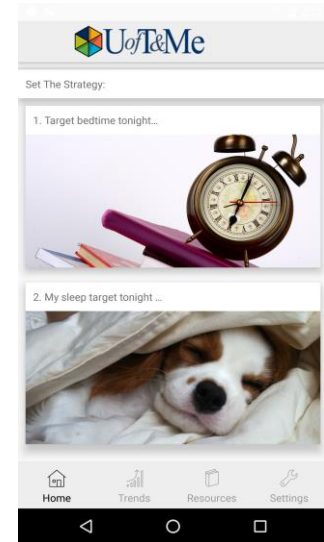 UofT&Me
Set The Strategy:
1. Target bedtime tonight...
2. My sleep target tonight ...
Home Trends Resources Settings